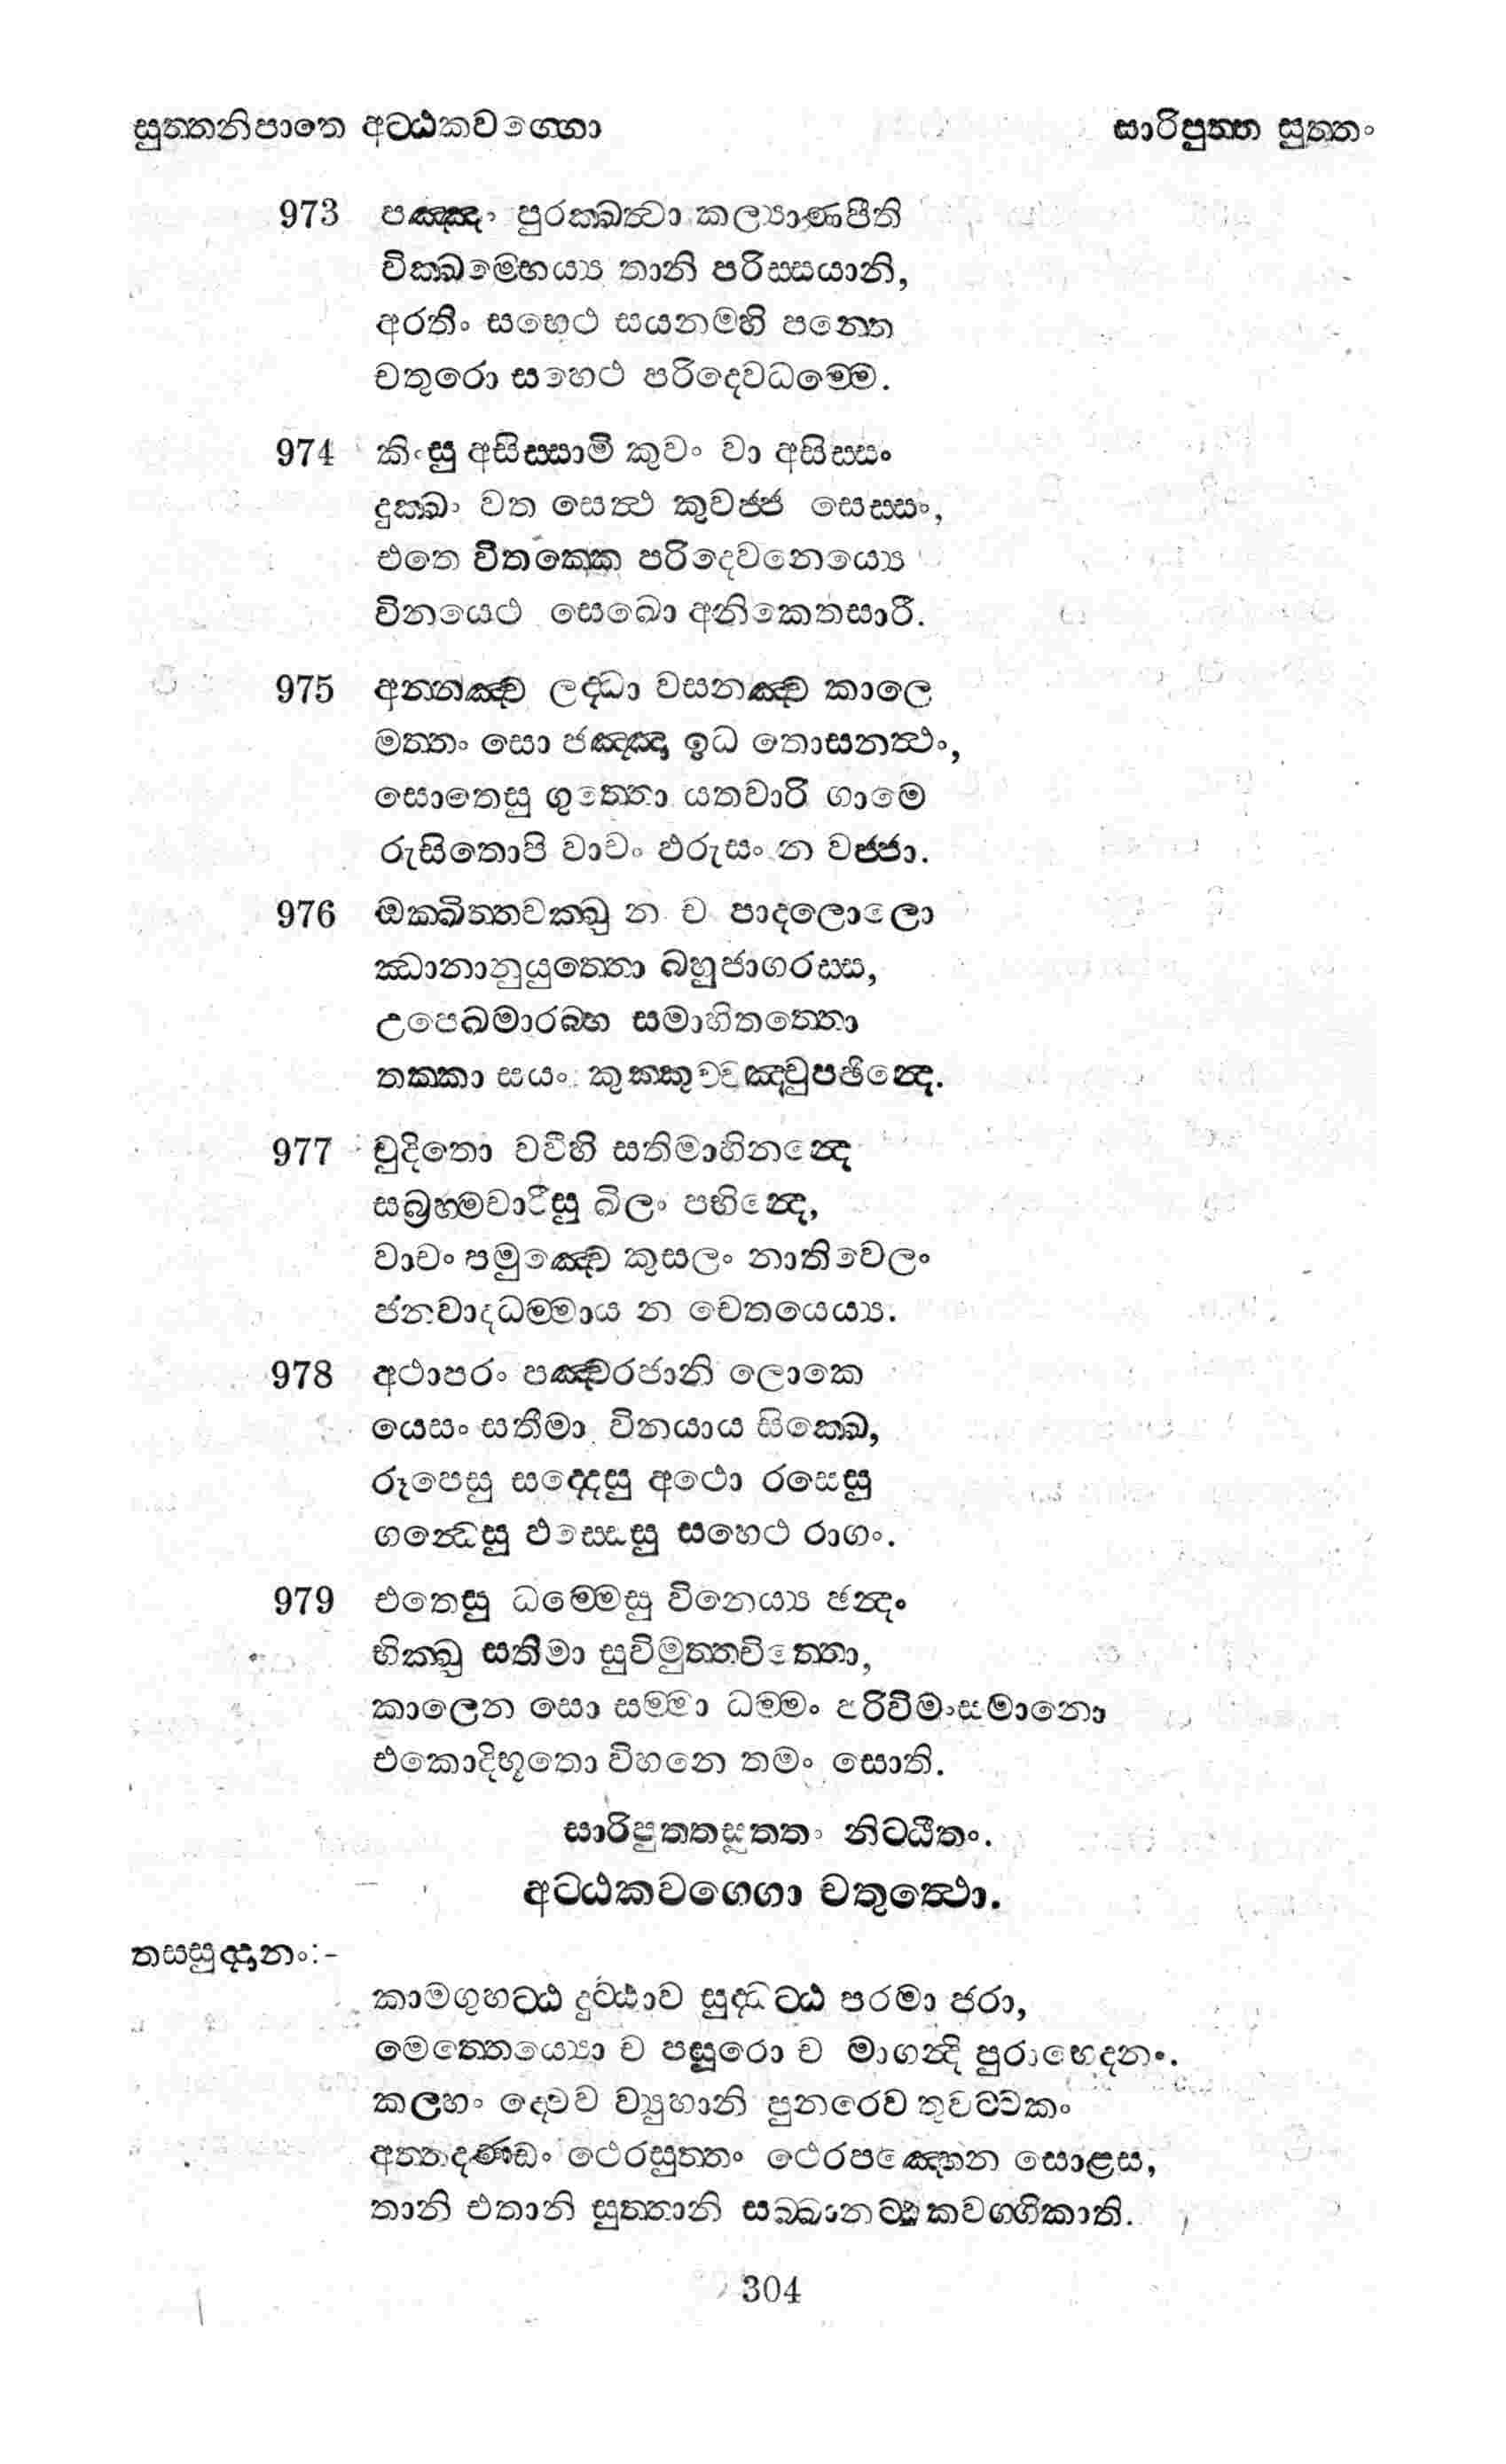 සුත්තනිපාතෙ අට්ඨකවග්ගො
සාරිපුත්ත සුත්තං
973 පඤ්ඤං පුරක්ඛත්වා කල්‍යාණපීති
වික්ඛම්භෙය්‍ය තානි පරිස්සයානි,
අරතිං සහෙථ සයනම්හි පන්තෙ
චතුරො සහෙථ පරිදෙවධම්මෙ.
974 කිංසු අසිස්සාමි කුවං වා අසිස්සං
දුක්ඛං වත සෙත්ථ කුවජ්ජ සෙස්සං,
එතෙ විතක්කෙ පරිදෙවනෙය්‍යෙ
විනයෙථ සෙඛො අනිකෙතසාරී.
975 අන්නඤ්ච ලද්ධා වසනඤ්ච කාලෙ
මත්තං සො ජඤ්ඤා ඉධ තොසනත්ථං,
සොතෙසු ගුත්තො යතචාරි ගාමෙ
රුසිතොපි වාචං ඵරුසං න වජ්ජා.
976 ඔක්ඛිත්තචක්ඛු න ච පාදලොලො
ඣානානුයුත්තො බහුජාගරස්ස,
උපෙඛමාරබ්භ සමාහිතත්තො
තක්කා සයං කුක්කුච්චඤ්චුපඡින්දෙ.
977 චුදිතො වචීහි සතිමාභිනන්දෙ
සබ්‍රහ්මචාරීසු ඛිලං පභින්දෙ,
වාචං පමුඤ්චෙ කුසලං නාතිවෙලං
ජනවාදධම්මාය න චෙතයෙය්‍ය.
978 අථාපරං පඤ්චරජානි ලොකෙ
යෙසං සතීමා විනයාය සික්ඛෙ,
රූපෙසු සද්දෙසු අථො රසෙසු
ගන්ධෙසු ඵස්සෙසු සහෙථ රාගං.
979 එතෙසු ධම්මෙසු විනෙය්‍ය ඡන්දං
භික්ඛු සතිමා සුවිමුත්තචිත්තො,
කාලෙන සො සම්මා ධම්මං පරිවීමංසමානො
එකොදිභූතො විහනෙ තමං සොති.
සාරිපුත්තසුත්තං නිට්ඨීතං.
අට්ඨකවග්ගො චතුත්ථො.
තස්සුද්දානං:-
කාමගුහට්ඨ දුට්ඨාච සුද්ධට්ඨ පරමා ජරා,
මෙත්තෙය්‍යො ච පසූරො ච මාගන්දි පුරාභෙදනං.
කලහං දෙවව ව්‍යුහානි පුනරෙව තුවට්ටකං
අත්තදණ්ඩං ථෙරසුත්තං ථෙරපඤ්හෙන සොළස,
තානි එතානි සුත්තානි සබ්බානට්ඨකවග්ගිකාති.
304